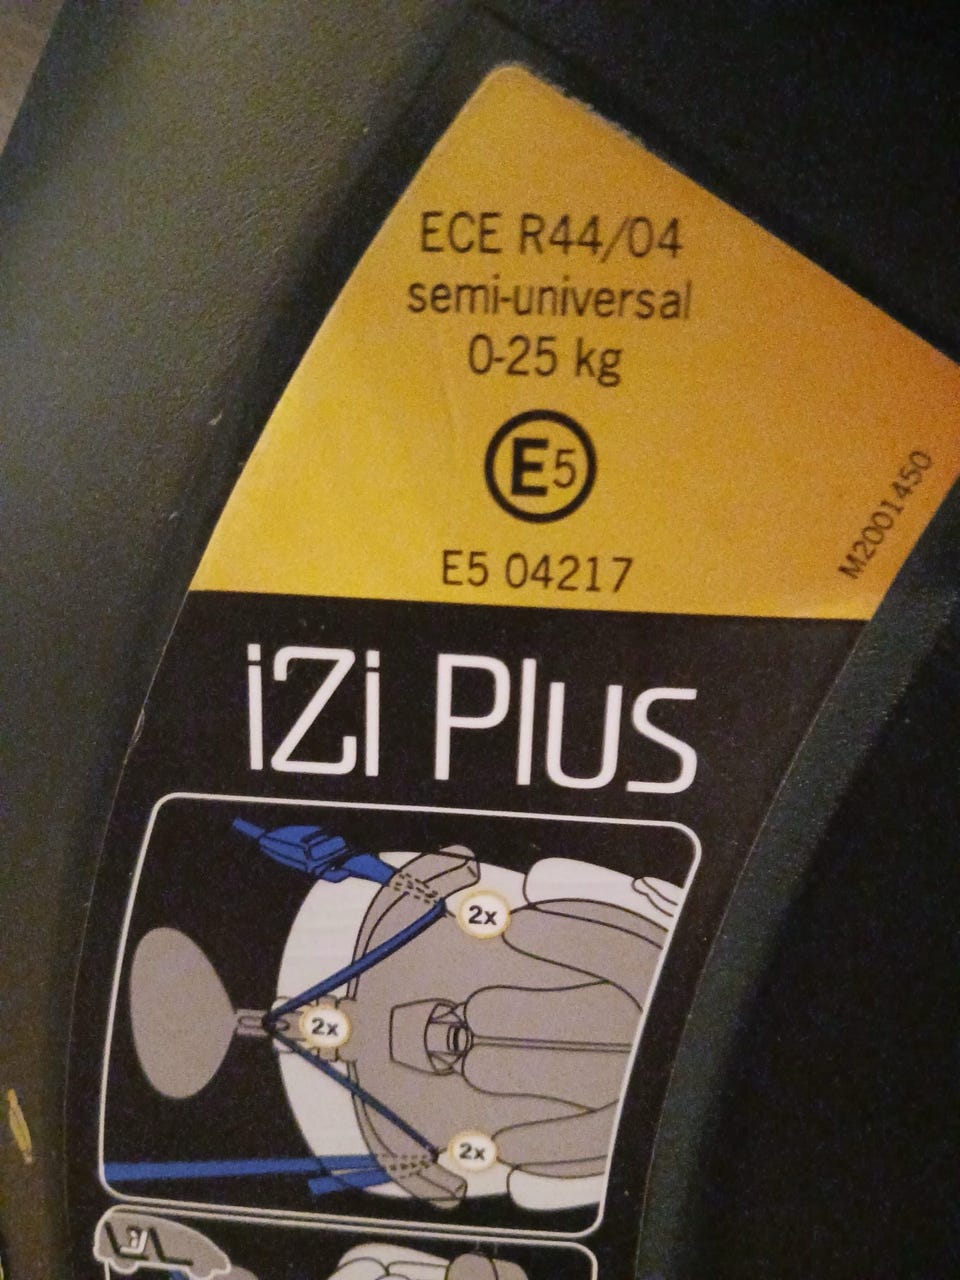 ECE R44/04
semi-universal
0-25 kg
E5
E5 04217
M2001450
iZi Plus
2x
2x
2x